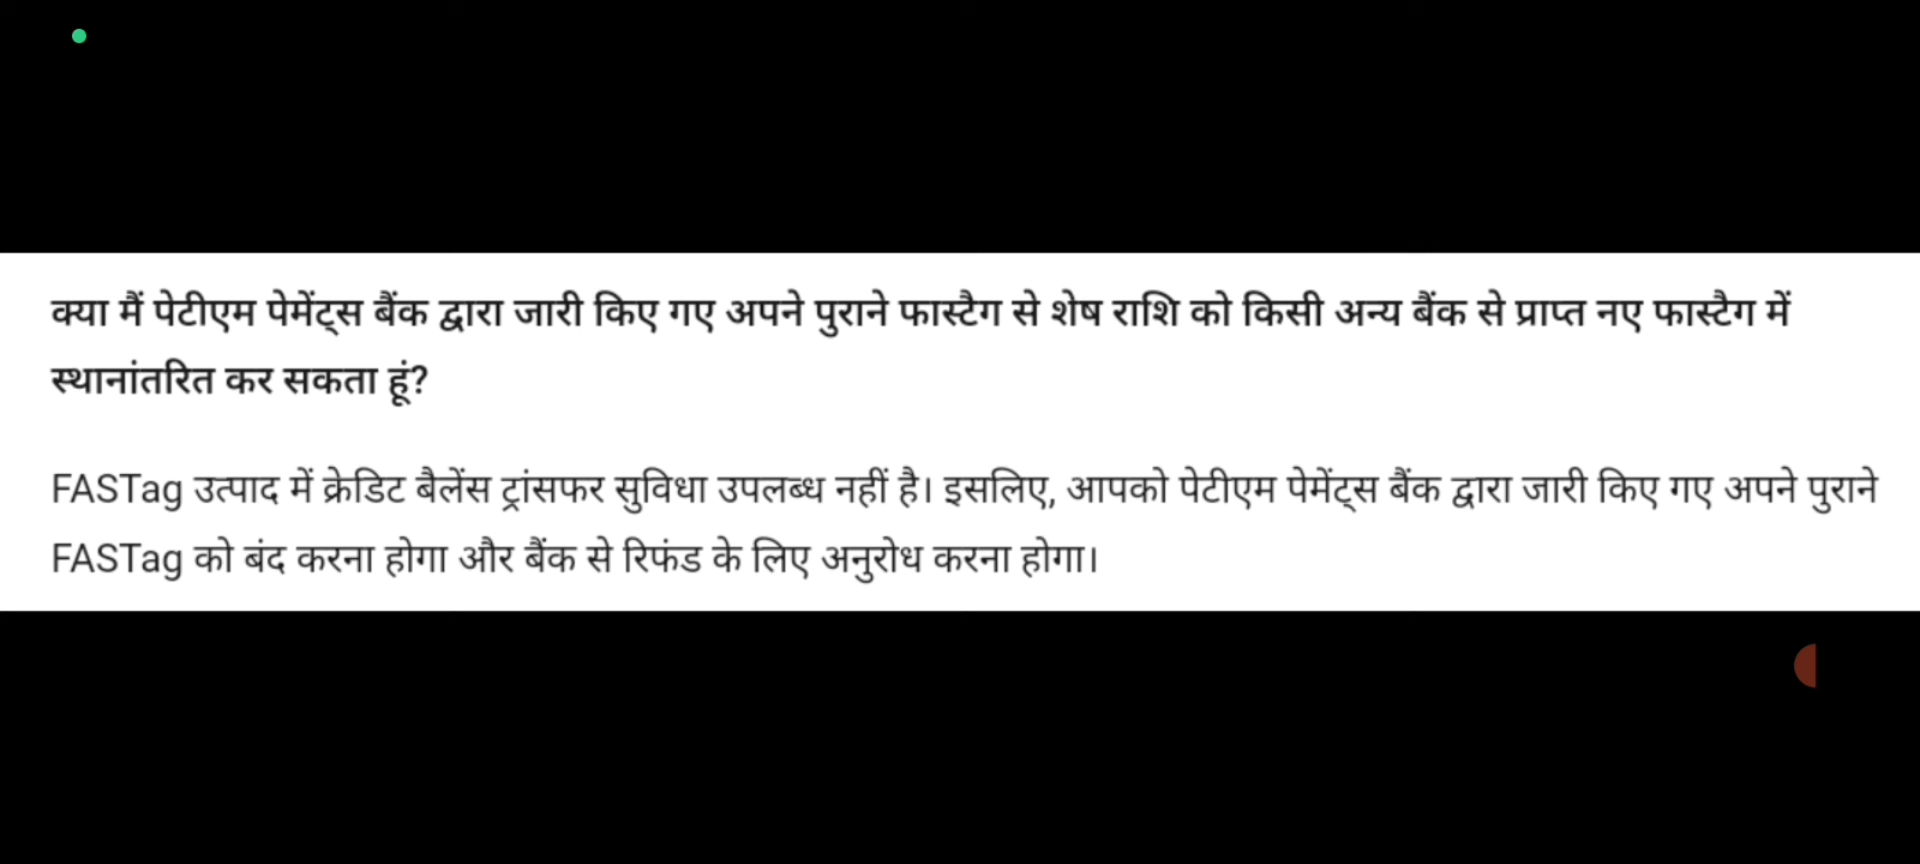 क्या मैं पेटीएम पेमेंट्स बैंक द्वारा जारी किए गए अपने पुराने फास्टैग से शेष राशि को किसी अन्य बैंक से प्राप्त नए फास्टैग में
स्थानांतरित कर सकता हूं?
FASTag उत्पाद में क्रेडिट बैलेंस ट्रांसफर सुविधा उपलब्ध नहीं है। इसलिए, आपको पेटीएम पेमेंट्स बैंक द्वारा जारी किए गए अपने पुराने
FASTag को बंद करना होगा और बैंक से रिफंड के लिए अनुरोध करना होगा।